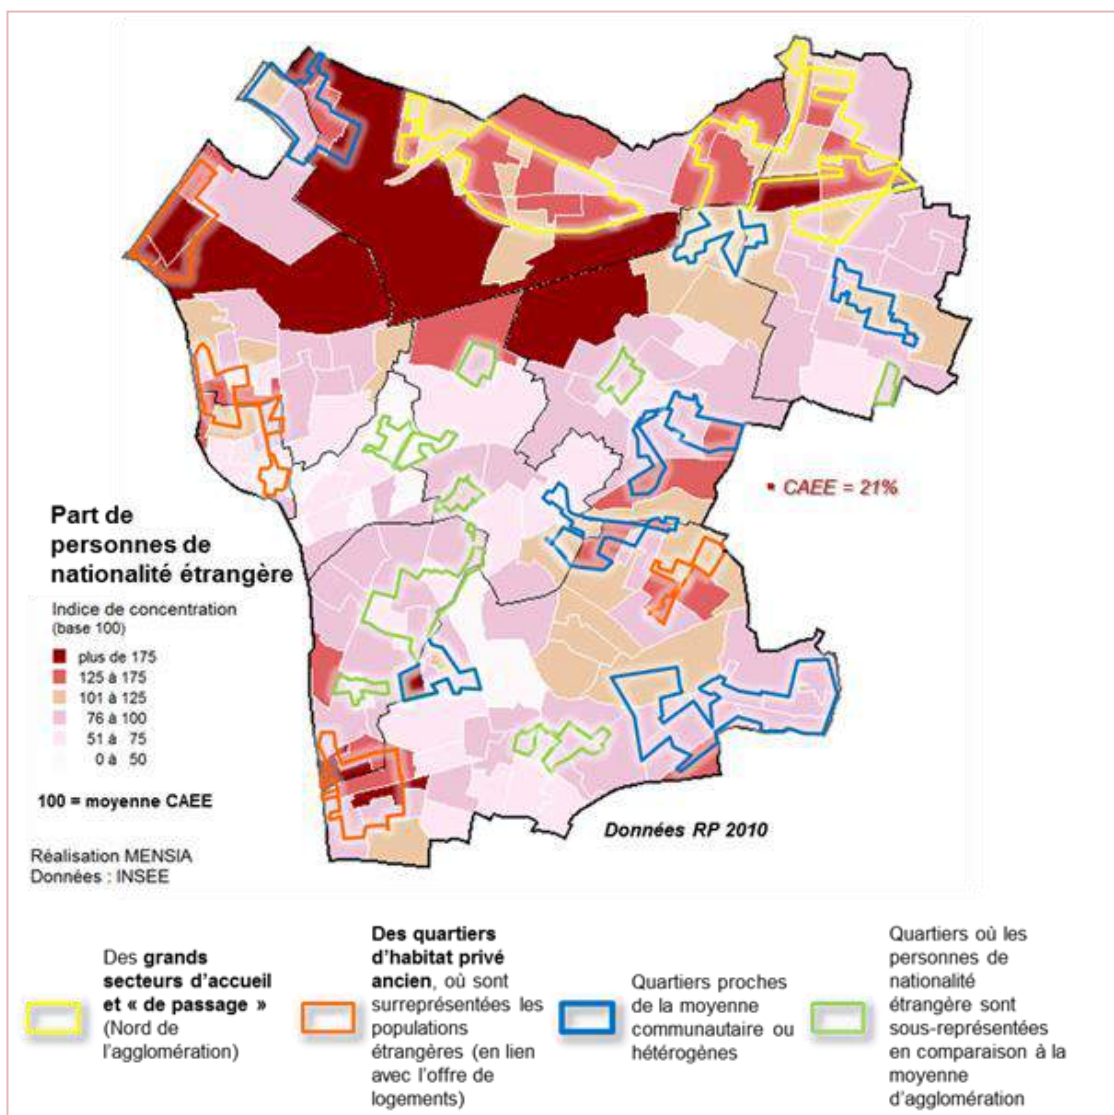 • CAEE = 21%
Part de
personnes de
nationalité étrangère
Indice de concentration
(base 100)
plus de 175
125 à 175
101 à 125
76 à 100
51 à 75
0 à 50
100 = moyenne CAEE
Données RP 2010
Réalisation MENSIA
Données : INSEE
Des grands
secteurs d'accueil
et « de passage »
(Nord de
l'agglomération)
Des quartiers
d'habitat privé
ancien, où sont
surreprésentées les
populations
étrangères (en lien
avec l'offre de
logements)
Quartiers proches
de la moyenne
communautaire ou
hétérogènes
Quartiers où les
personnes de
nationalité
étrangère sont
sous-représentées
en comparaison à la
moyenne
d'agglomération